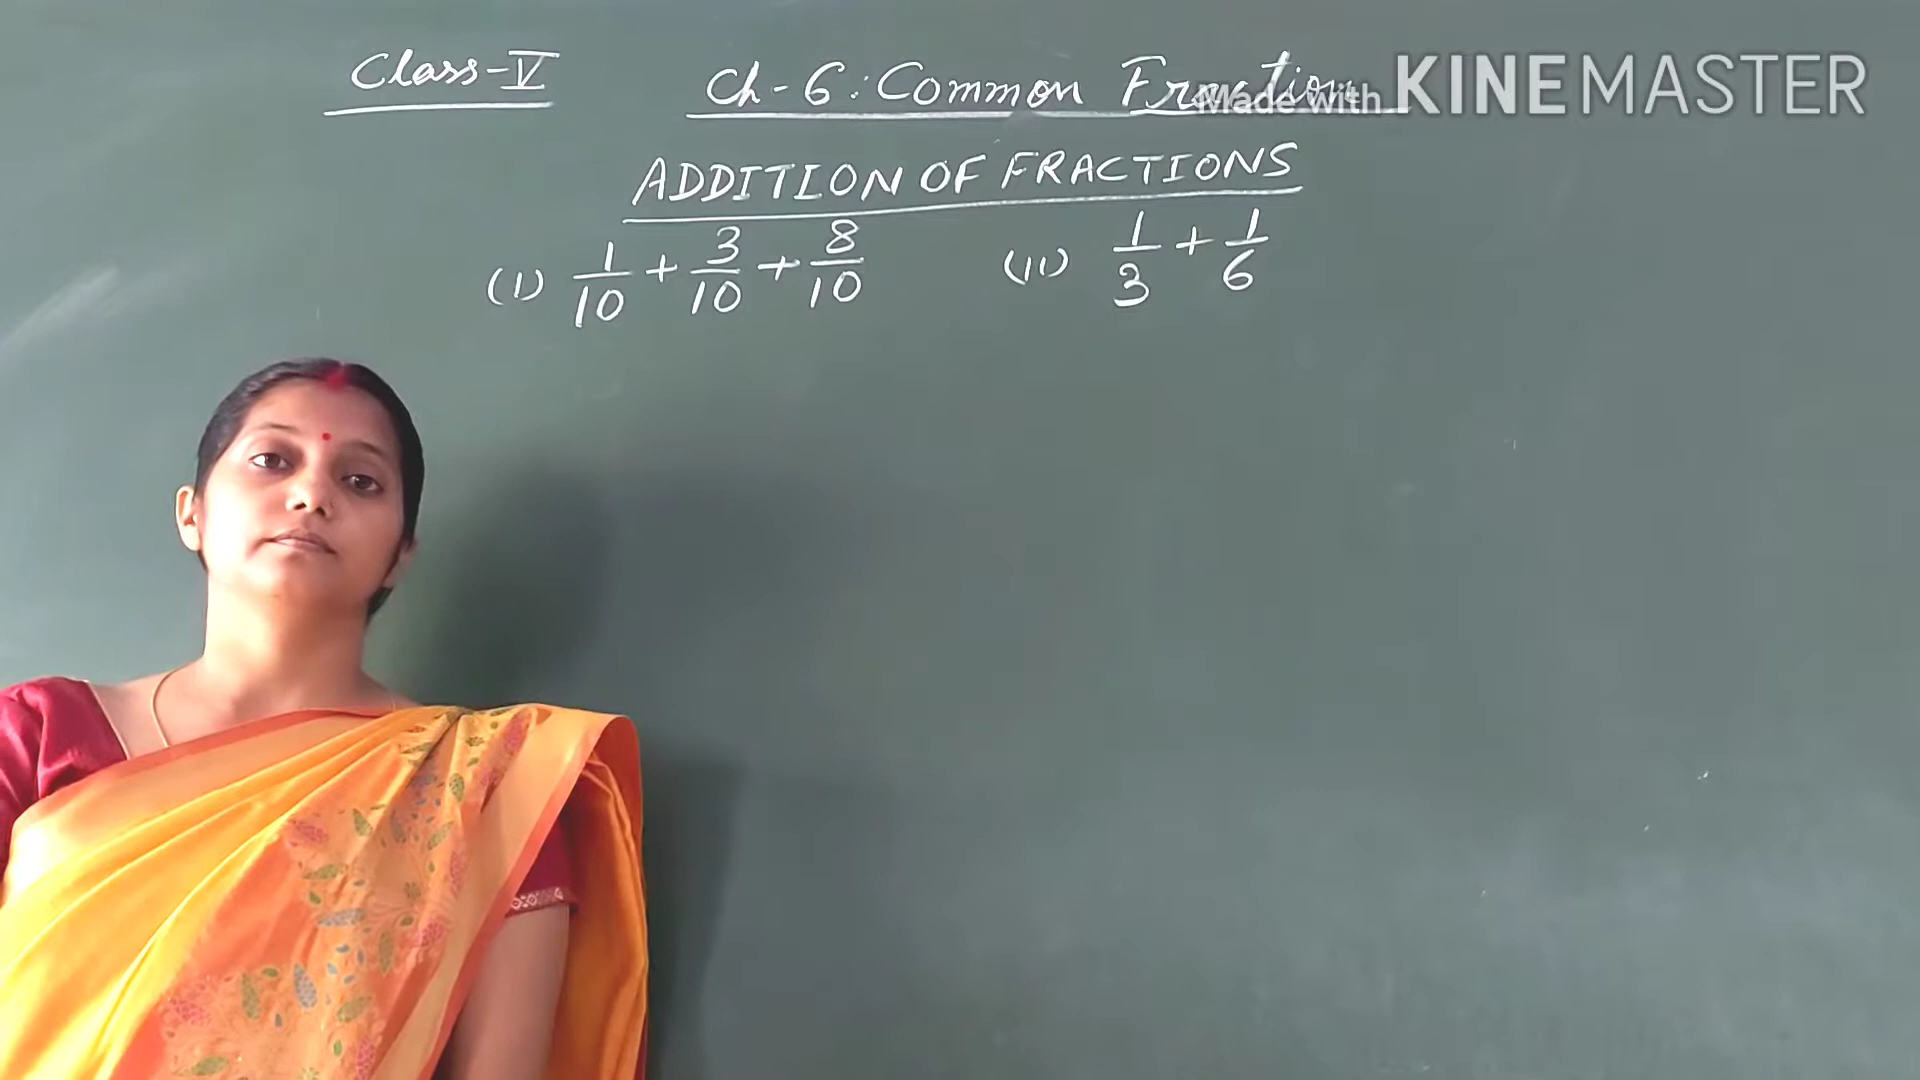 Class-V Ch-6: Common Fraction
Made with KINEMASTER
ADDITION OF FRACTIONS
(I) 1/10 + 3/10 + 8/10 (II) 1/3 + 1/6